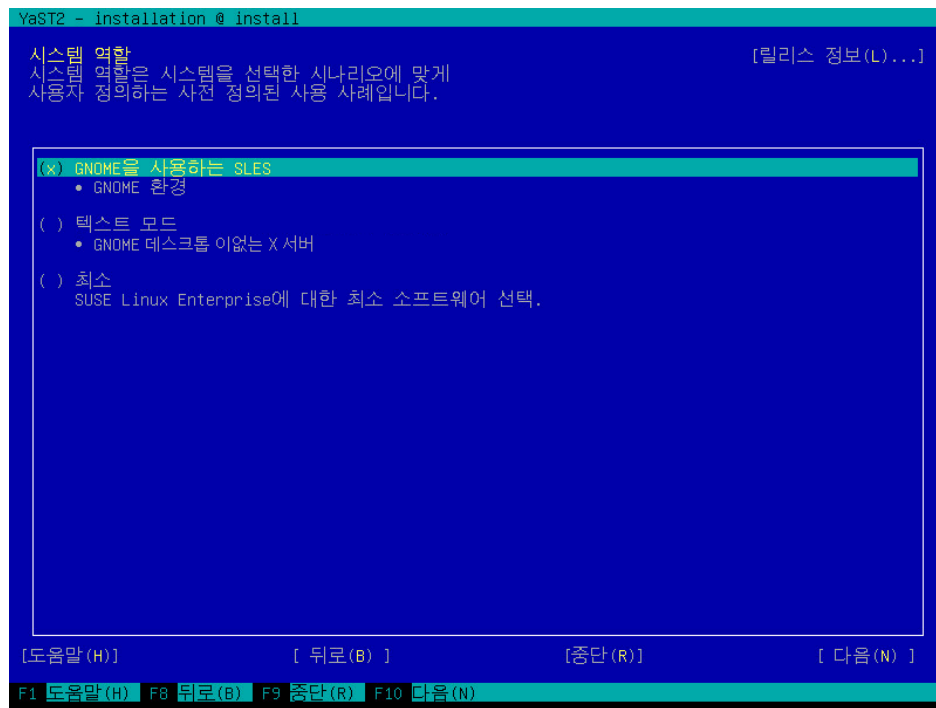 YaST2 - installation @ install
시스템 역할 [릴리스 정보(L)...]
시스템 역할은 시스템을 선택한 시나리오에 맞게
사용자 정의하는 사전 정의된 사용 사례입니다.
(x) GNOME을 사용하는 SLES
• GNOME 환경
( ) 텍스트 모드
• GNOME 데스크톱 이없는 X 서버
( ) 최소
SUSE Linux Enterprise에 대한 최소 소프트웨어 선택.
[도움말(H)] [ 뒤로(B) ] [중단(R)] [ 다음(N) ]
F1 도움말(H) F8 뒤로(B) F9 중단(R) F10 다음(N)